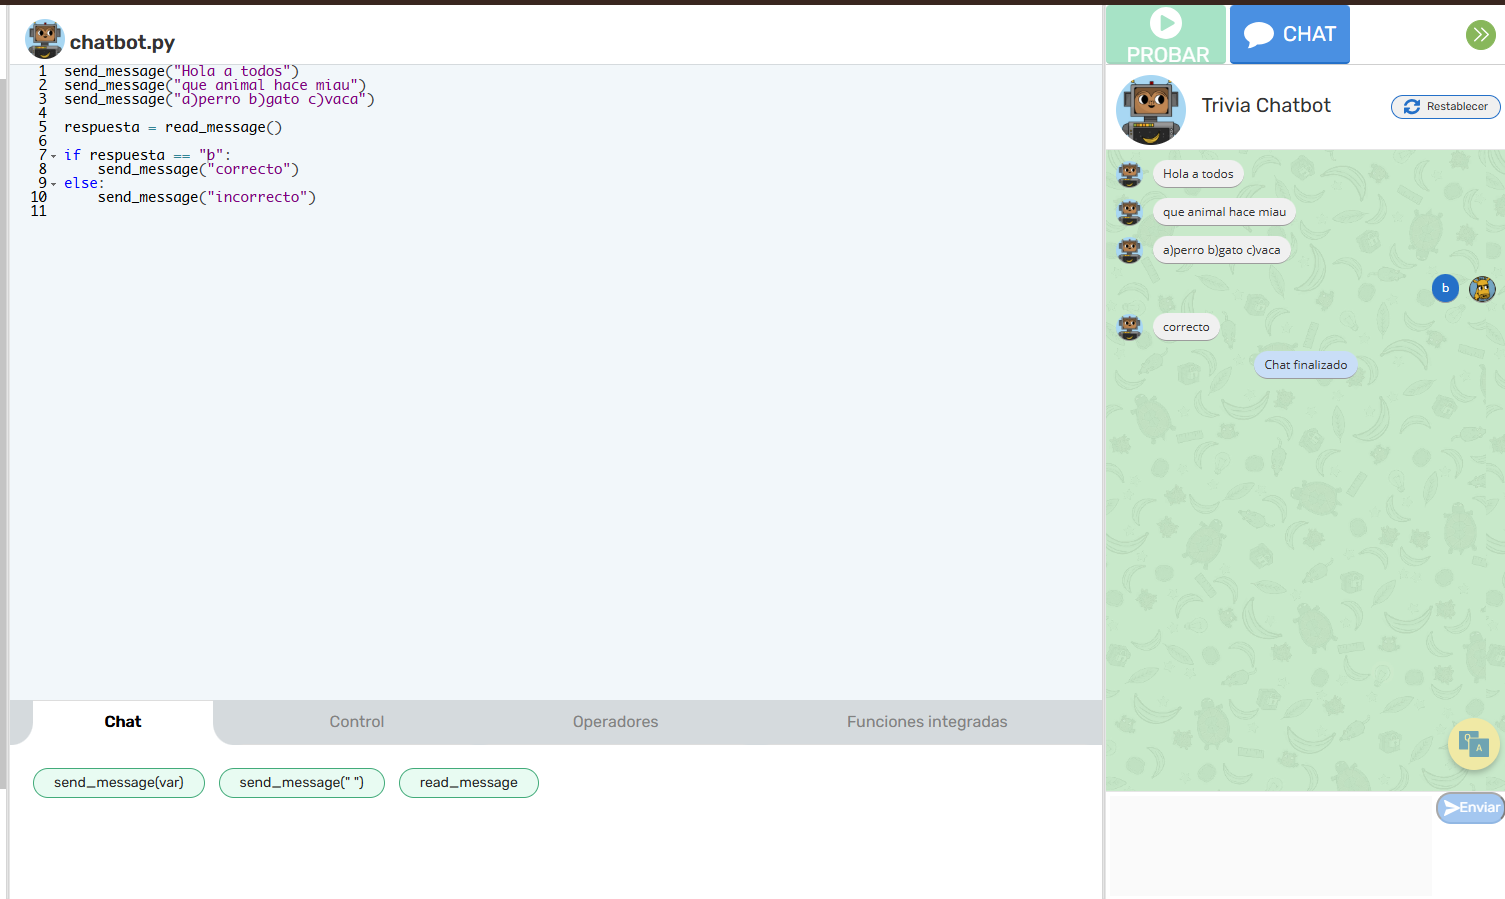 chatbot.py
1 send_message("Hola a todos")
2 send_message("que animal hace miau")
3 send_message("a)perro b)gato c)vaca")
4
5 respuesta = read_message()
6
7 if respuesta == "b":
8     send_message("correcto")
9 else:
10     send_message("incorrecto")
11
Chat
Control
Operadores
Funciones integradas
send_message(var)
send_message(" ")
read_message
PROBAR
CHAT
Trivia Chatbot
Restablecer
Hola a todos
que animal hace miau
a)perro b)gato c)vaca
b
correcto
Chat finalizado
Q
A
Enviar